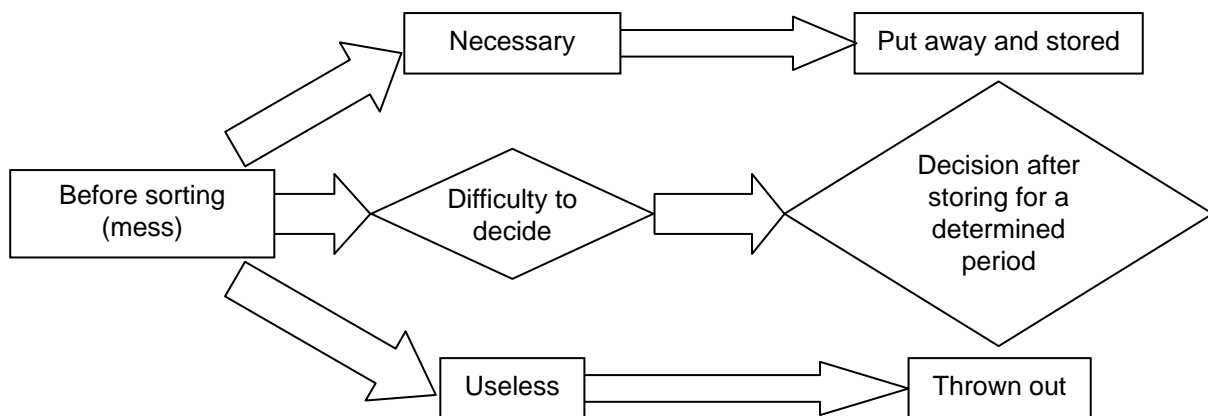 Necessary
Put away and stored
Before sorting
(mess)
Difficulty to
decide
Decision after
storing for a
determined
period
Useless
Thrown out